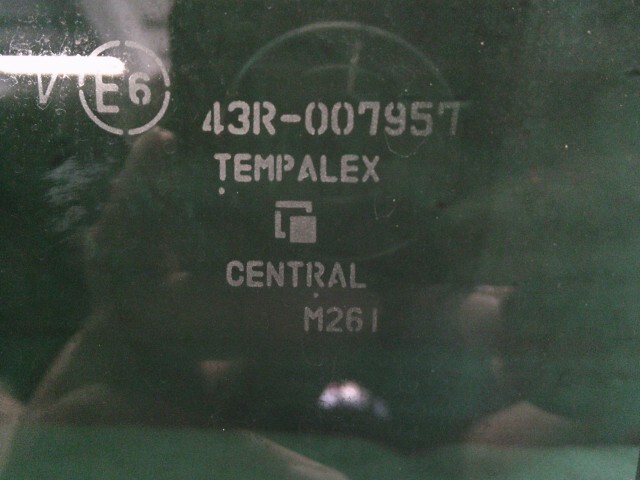 V E6 43R-007957
TEMPALEX
CENTRAL
M261